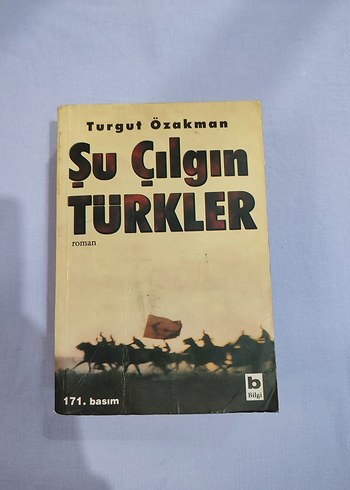 Turgut Özakman
Şu Çılgın
TÜRKLER
roman
b
Bilgi
171. basım